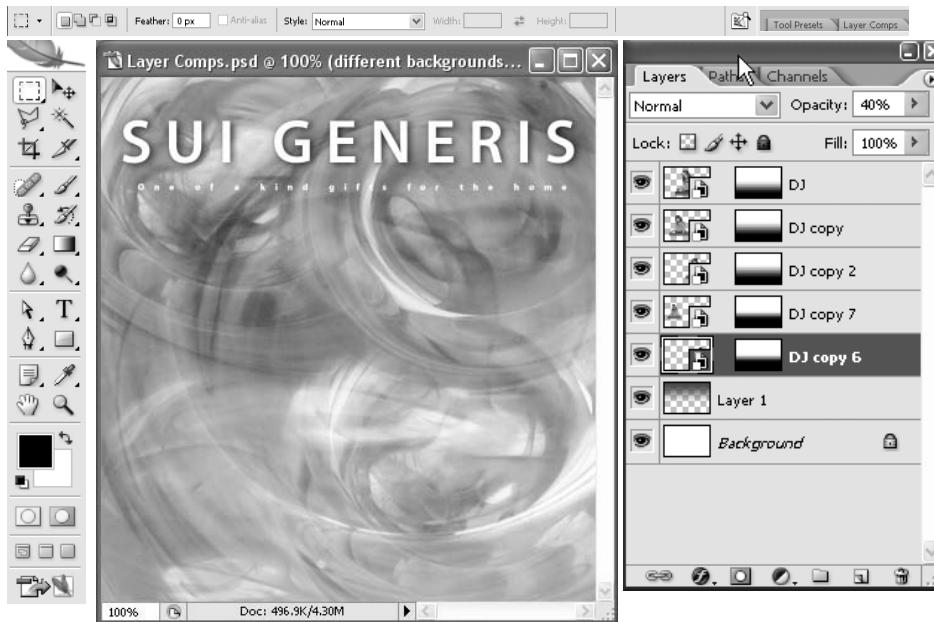 Feather: 0 px Anti-alias Style: Normal Width: Height: Tool Presets Layer Comps
Layer Comps.psd @ 100% (different backgrounds...
SUI GENERIS
One of a kind gifts for the home
100% Doc: 496.9K/4.30M
Layers Paths Channels
Normal Opacity: 40%
Lock: Fill: 100%
DJ
DJ copy
DJ copy 2
DJ copy 7
DJ copy 6
Layer 1
Background